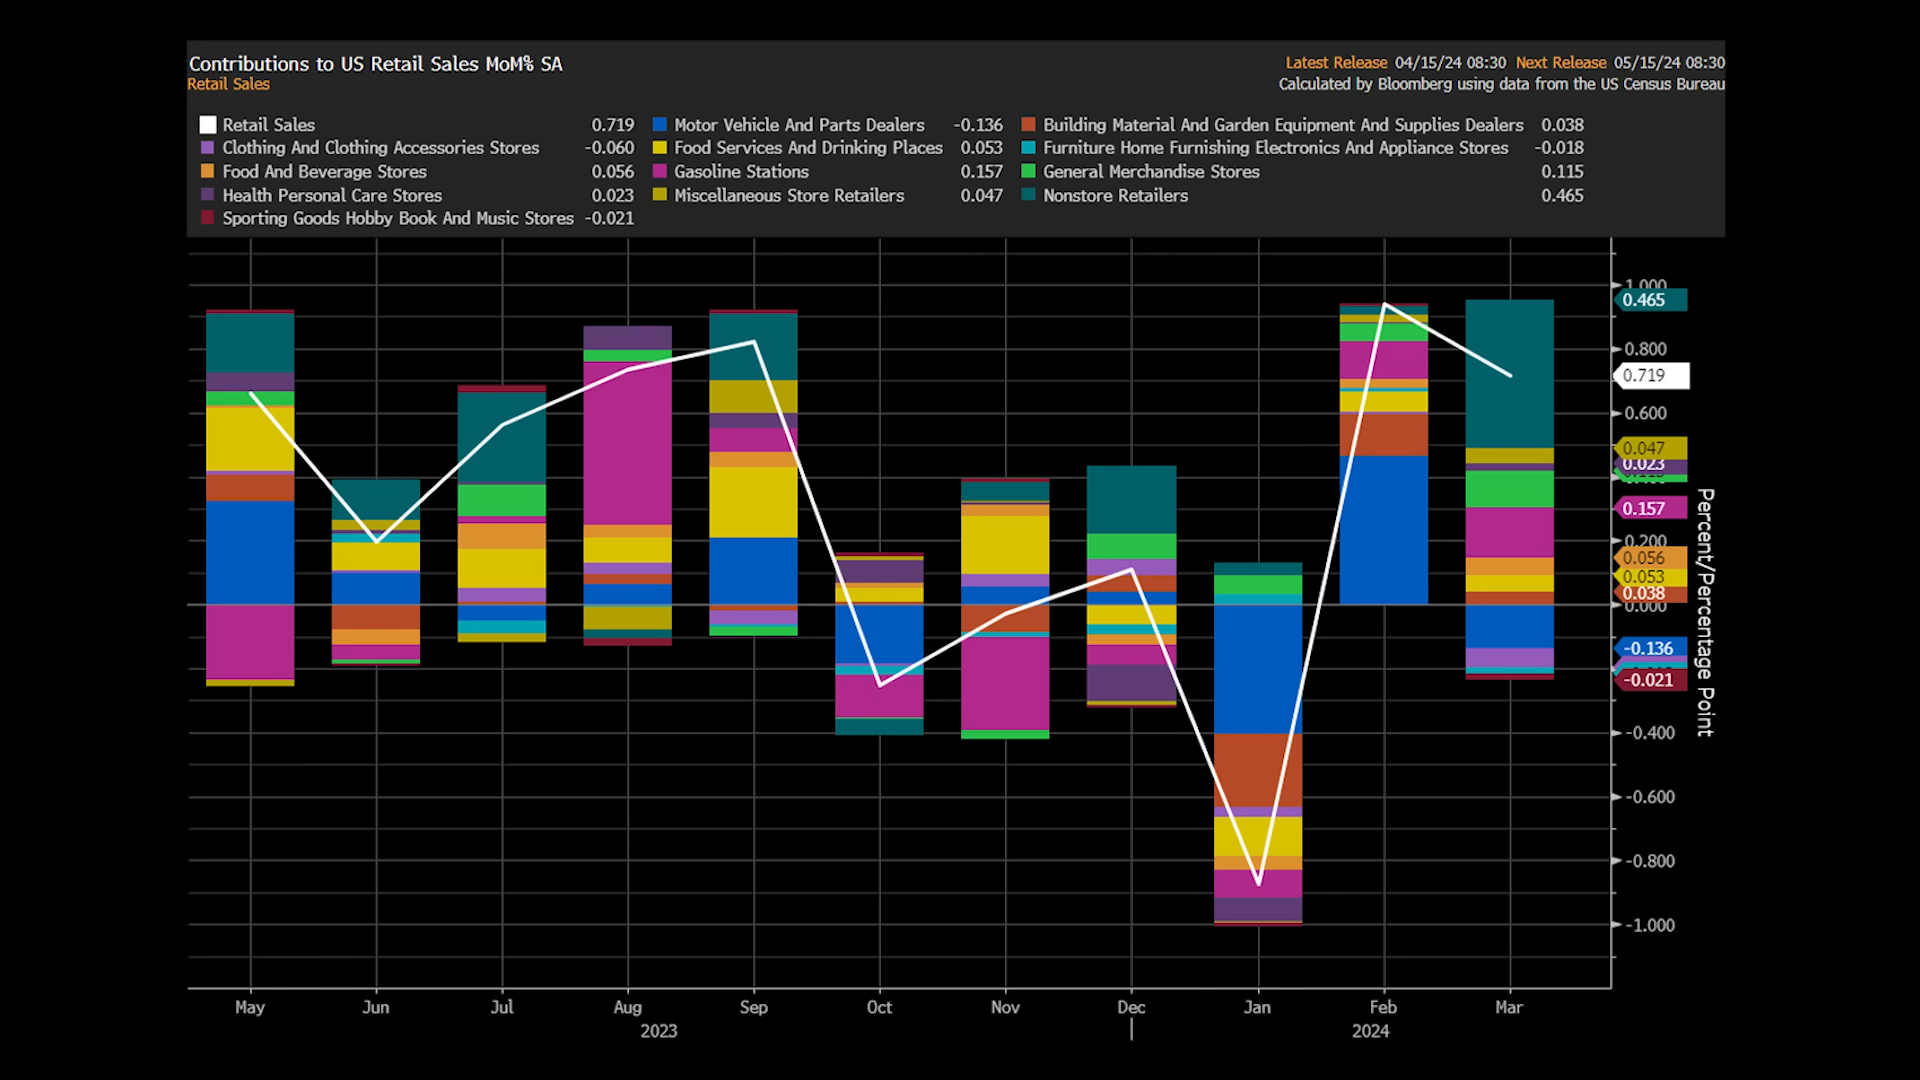 Contributions to US Retail Sales MoM% SA
Latest Release 04/15/24 08:30 Next Release 05/15/24 08:30
Retail Sales
Calculated by Bloomberg using data from the US Census Bureau
Retail Sales 0.719 Motor Vehicle And Parts Dealers -0.136 Building Material And Garden Equipment And Supplies Dealers 0.038
Clothing And Clothing Accessories Stores -0.060 Food Services And Drinking Places 0.053 Furniture Home Furnishing Electronics And Appliance Stores -0.018
Food And Beverage Stores 0.056 Gasoline Stations 0.157 General Merchandise Stores 0.115
Health Personal Care Stores 0.023 Miscellaneous Store Retailers 0.047 Nonstore Retailers 0.465
Sporting Goods Hobby Book And Music Stores -0.021
1.000
0.465
0.800
0.719
0.600
0.047
0.023
0.157
0.200
0.056
0.053
0.038
0.000
-0.136
-0.021
-0.400
-0.600
-0.800
-1.000
Percent/Percentage Point
May Jun Jul Aug Sep Oct Nov Dec Jan Feb Mar
2023 2024